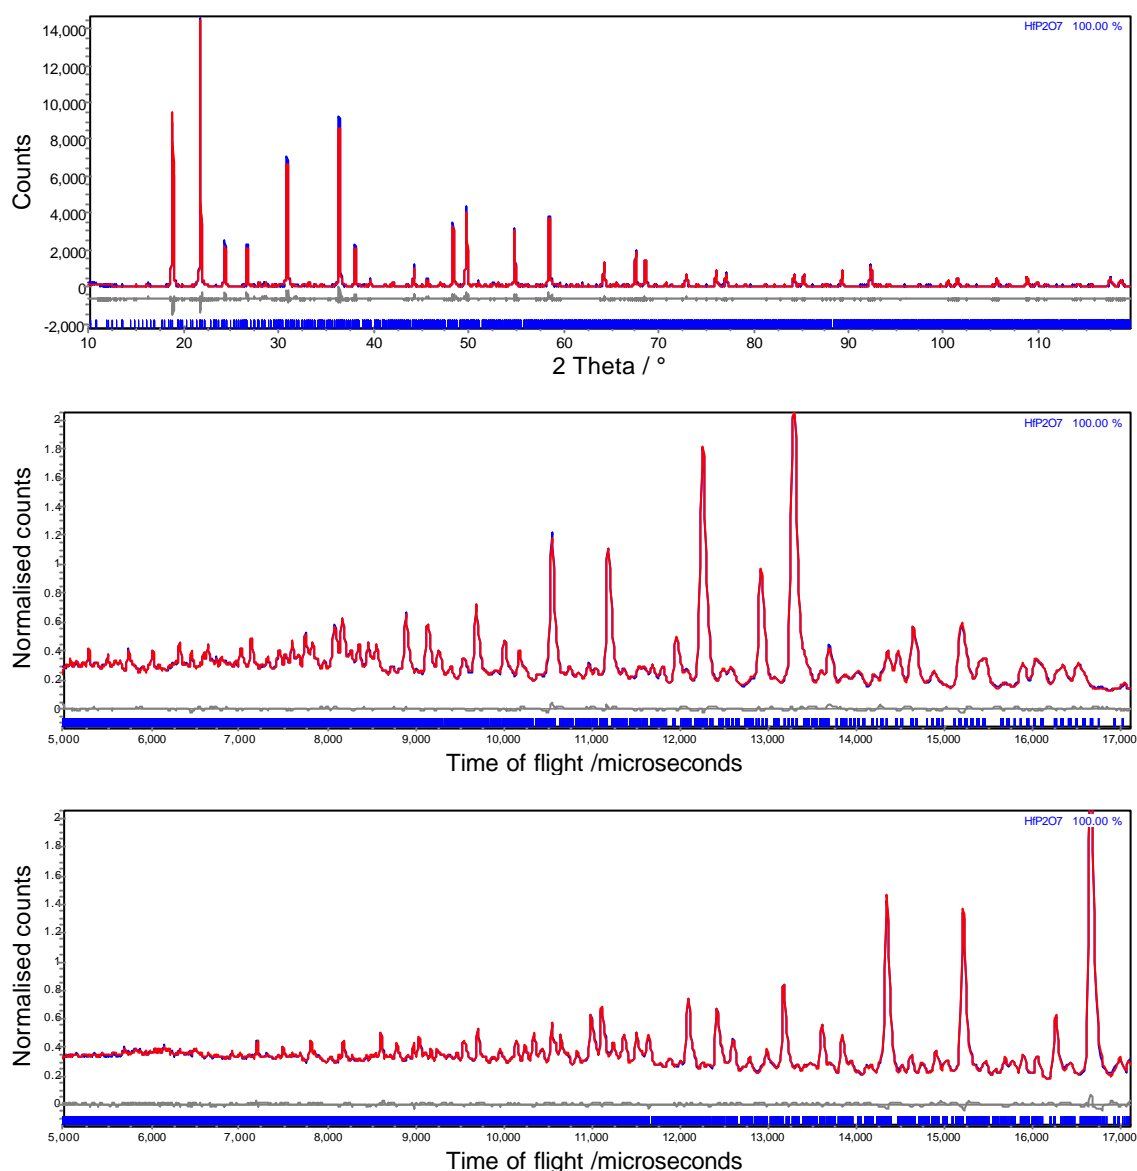 HfP2O7 100.00 %
14,000
12,000
10,000
8,000
6,000
4,000
2,000
0
-2,000
Counts
10 20 30 40 50 60 70 80 90 100 110
2 Theta / °
HfP2O7 100.00 %
2
1.8
1.6
1.4
1.2
1
0.8
0.6
0.4
0.2
0
Normalised counts
5,000 6,000 7,000 8,000 9,000 10,000 11,000 12,000 13,000 14,000 15,000 16,000 17,000
Time of flight /microseconds
HfP2O7 100.00 %
2
1.8
1.6
1.4
1.2
1
0.8
0.6
0.4
0.2
0
Normalised counts
5,000 6,000 7,000 8,000 9,000 10,000 11,000 12,000 13,000 14,000 15,000 16,000 17,000
Time of flight /microseconds